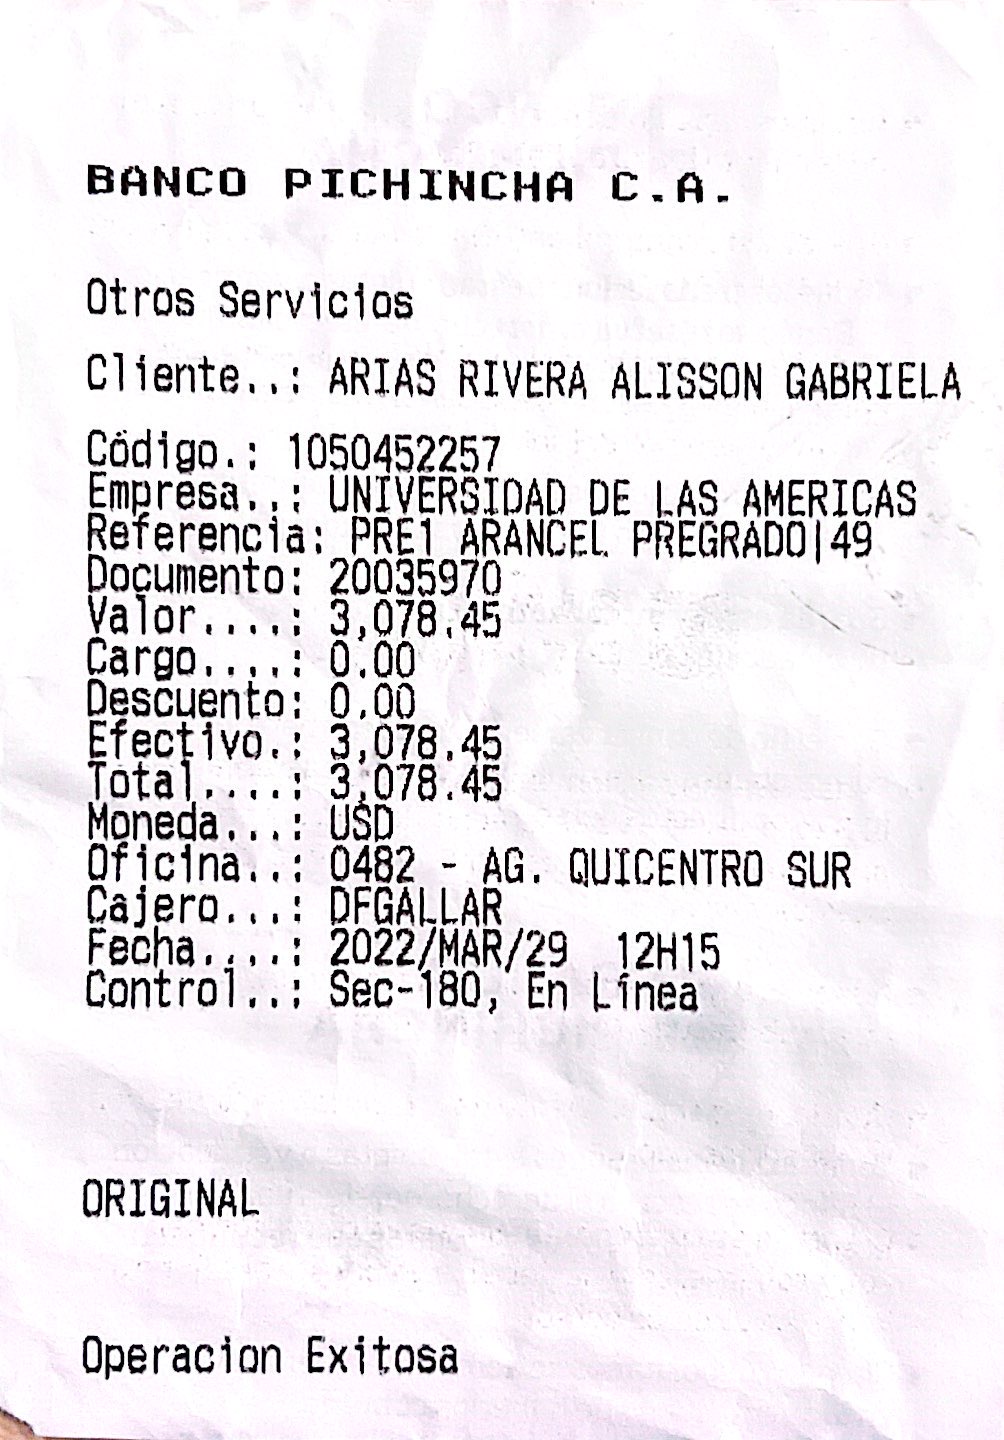 BANCO PICHINCHA C.A.
Otros Servicios
Cliente..: ARIAS RIVERA ALISSON GABRIELA
Código.: 1050452257
Empresa..: UNIVERSIDAD DE LAS AMERICAS
Referencia: PRE1 ARANCEL PREGRADO|49
Documento: 20035970
Valor....: 3,078.45
Cargo....: 0.00
Descuento: 0.00
Efectivo.: 3,078.45
Total....: 3,078.45
Moneda...: USD
Oficina..: 0482 - AG. QUICENTRO SUR
Cajero...: DFGALLAR
Fecha....: 2022/MAR/29 12H15
Control..: Sec-180, En Línea
ORIGINAL
Operacion Exitosa